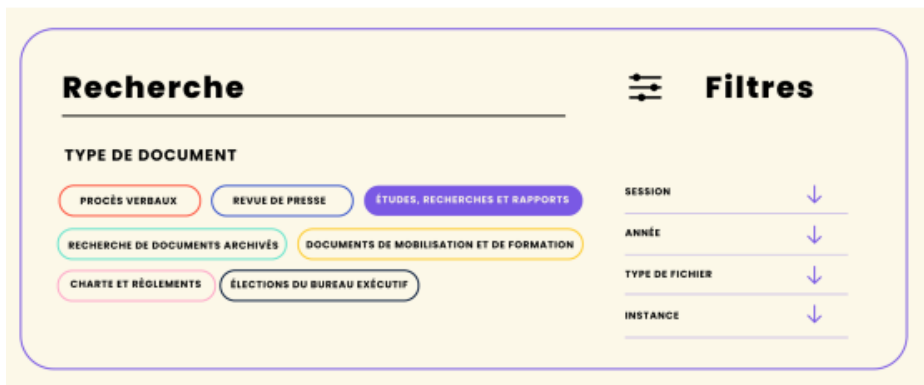 Recherche
Filtres
TYPE DE DOCUMENT
PROCÈS VERBAUX
REVUE DE PRESSE
ÉTUDES, RECHERCHES ET RAPPORTS
RECHERCHE DE DOCUMENTS ARCHIVÉS
DOCUMENTS DE MOBILISATION ET DE FORMATION
CHARTE ET RÈGLEMENTS
ÉLECTIONS DU BUREAU EXÉCUTIF
SESSION
ANNÉE
TYPE DE FICHIER
INSTANCE